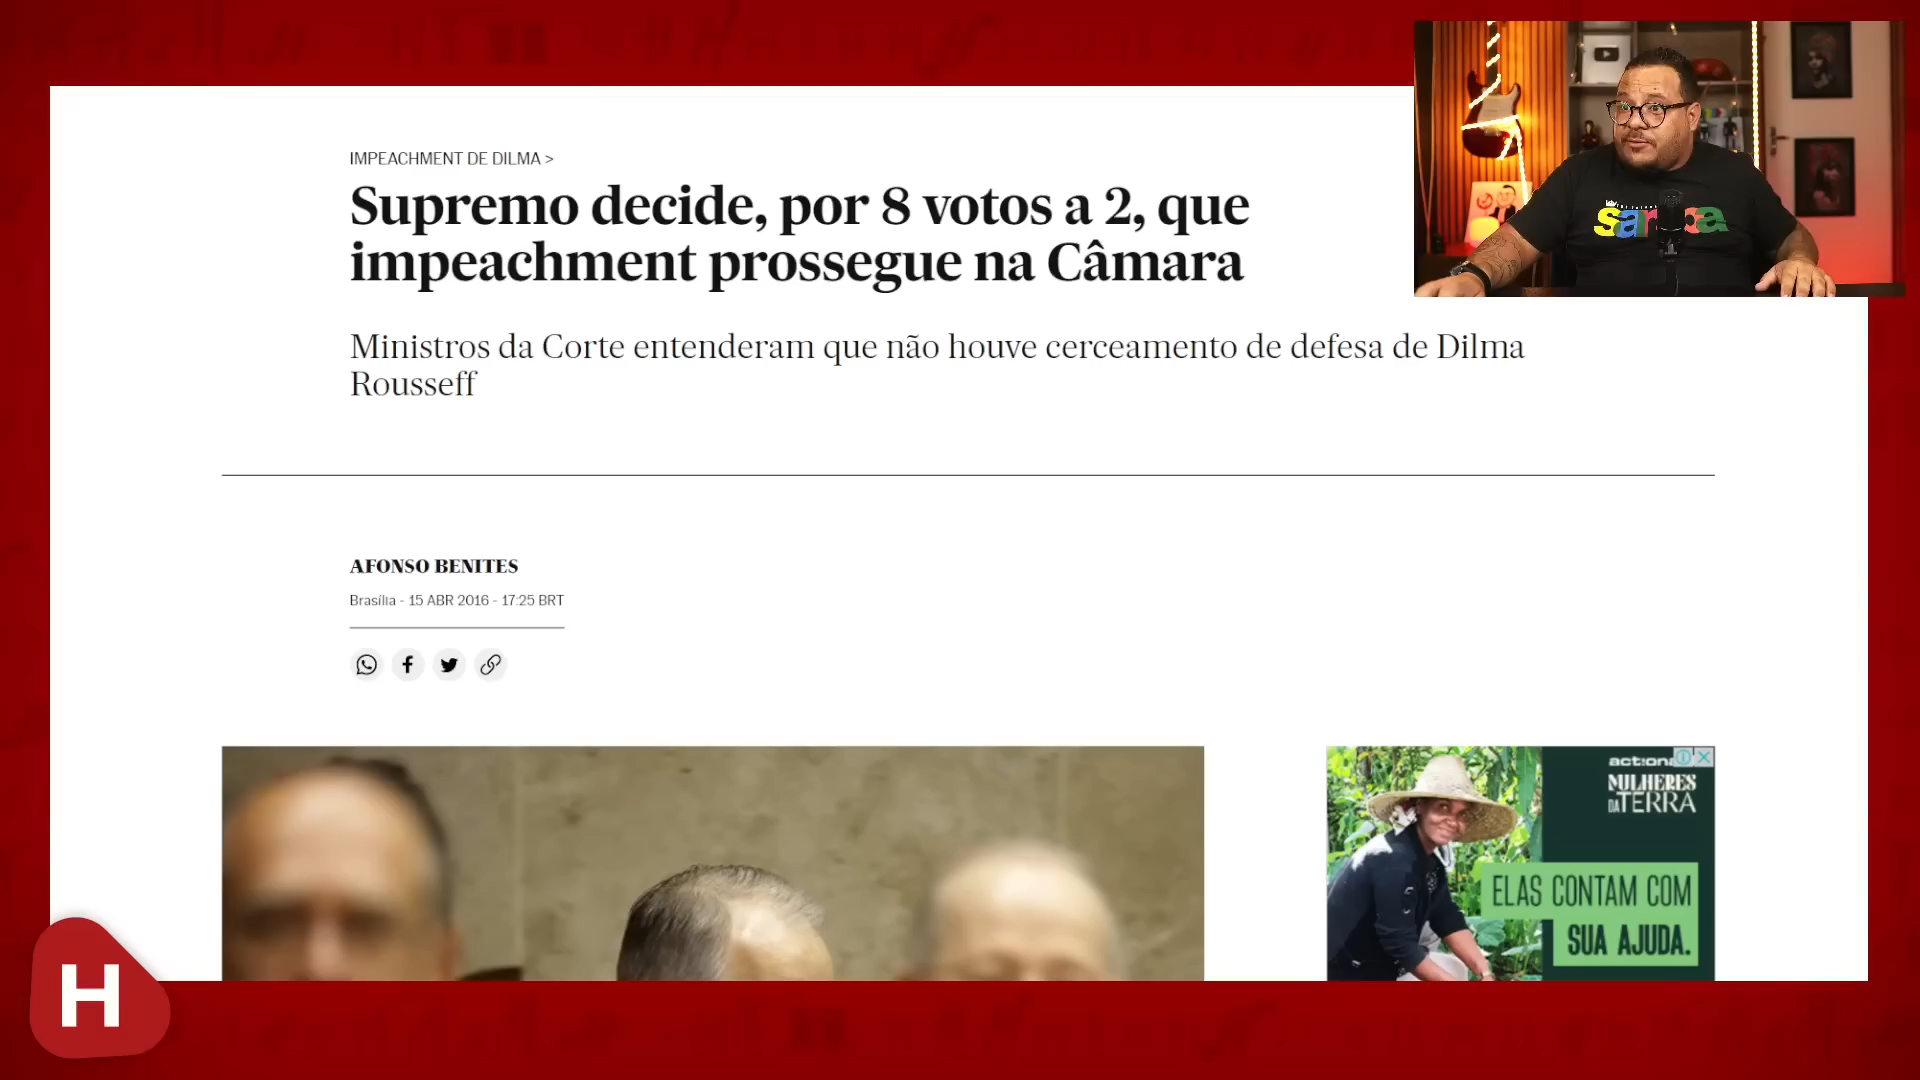 IMPEACHMENT DE DILMA >
Supremo decide, por 8 votos a 2, que
impeachment prossegue na Câmara
Ministros da Corte entenderam que não houve cerceamento de defesa de Dilma
Rousseff
AFONSO BENITES
Brasília - 15 ABR 2016 - 17:25 BRT
MULHERES
DA TERRA
ELAS CONTAM COM
SUA AJUDA.
H